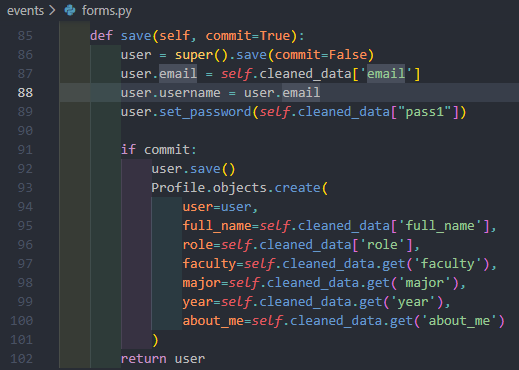 events > forms.py
85 def save(self, commit=True):
86 user = super().save(commit=False)
87 user.email = self.cleaned_data['email']
88 user.username = user.email
89 user.set_password(self.cleaned_data["pass1"])
90
91 if commit:
92 user.save()
93 Profile.objects.create(
94 user=user,
95 full_name=self.cleaned_data['full_name'],
96 role=self.cleaned_data['role'],
97 faculty=self.cleaned_data.get('faculty'),
98 major=self.cleaned_data.get('major'),
99 year=self.cleaned_data.get('year'),
100 about_me=self.cleaned_data.get('about_me')
101 )
102 return user